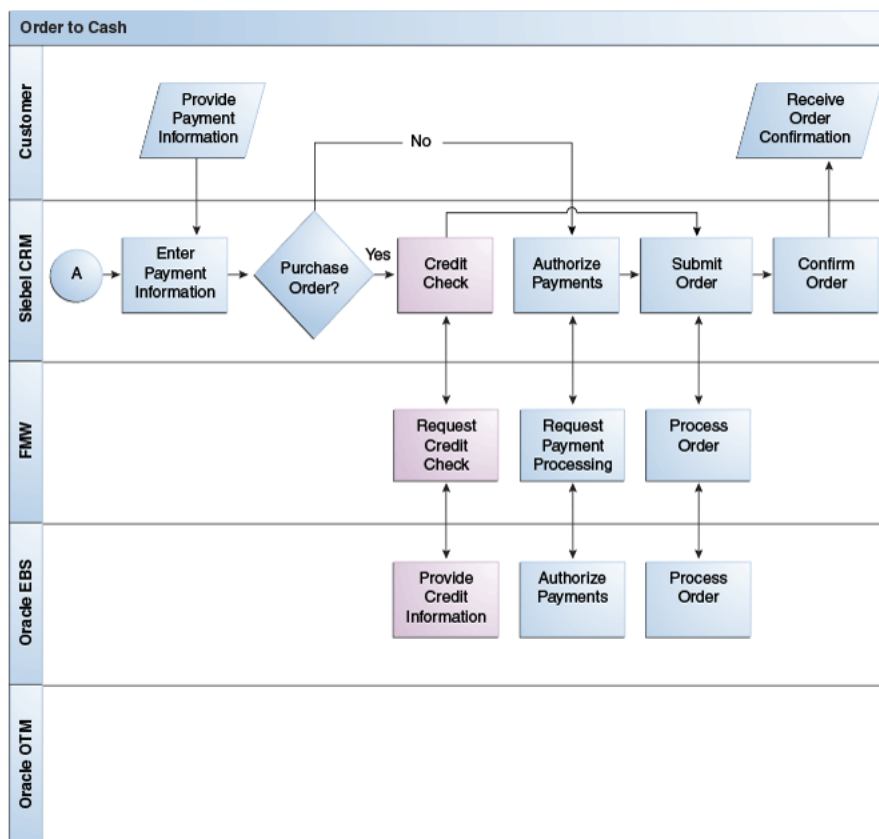 Order to Cash
Customer
Provide
Payment
Information
No
Receive
Order
Confirmation
Siebel CRM
A
Enter
Payment
Information
Purchase
Order?
Yes
Credit
Check
Authorize
Payments
Submit
Order
Confirm
Order
FMW
Request
Credit
Check
Request
Payment
Processing
Process
Order
Oracle EBS
Provide
Credit
Information
Authorize
Payments
Process
Order
Oracle OTM